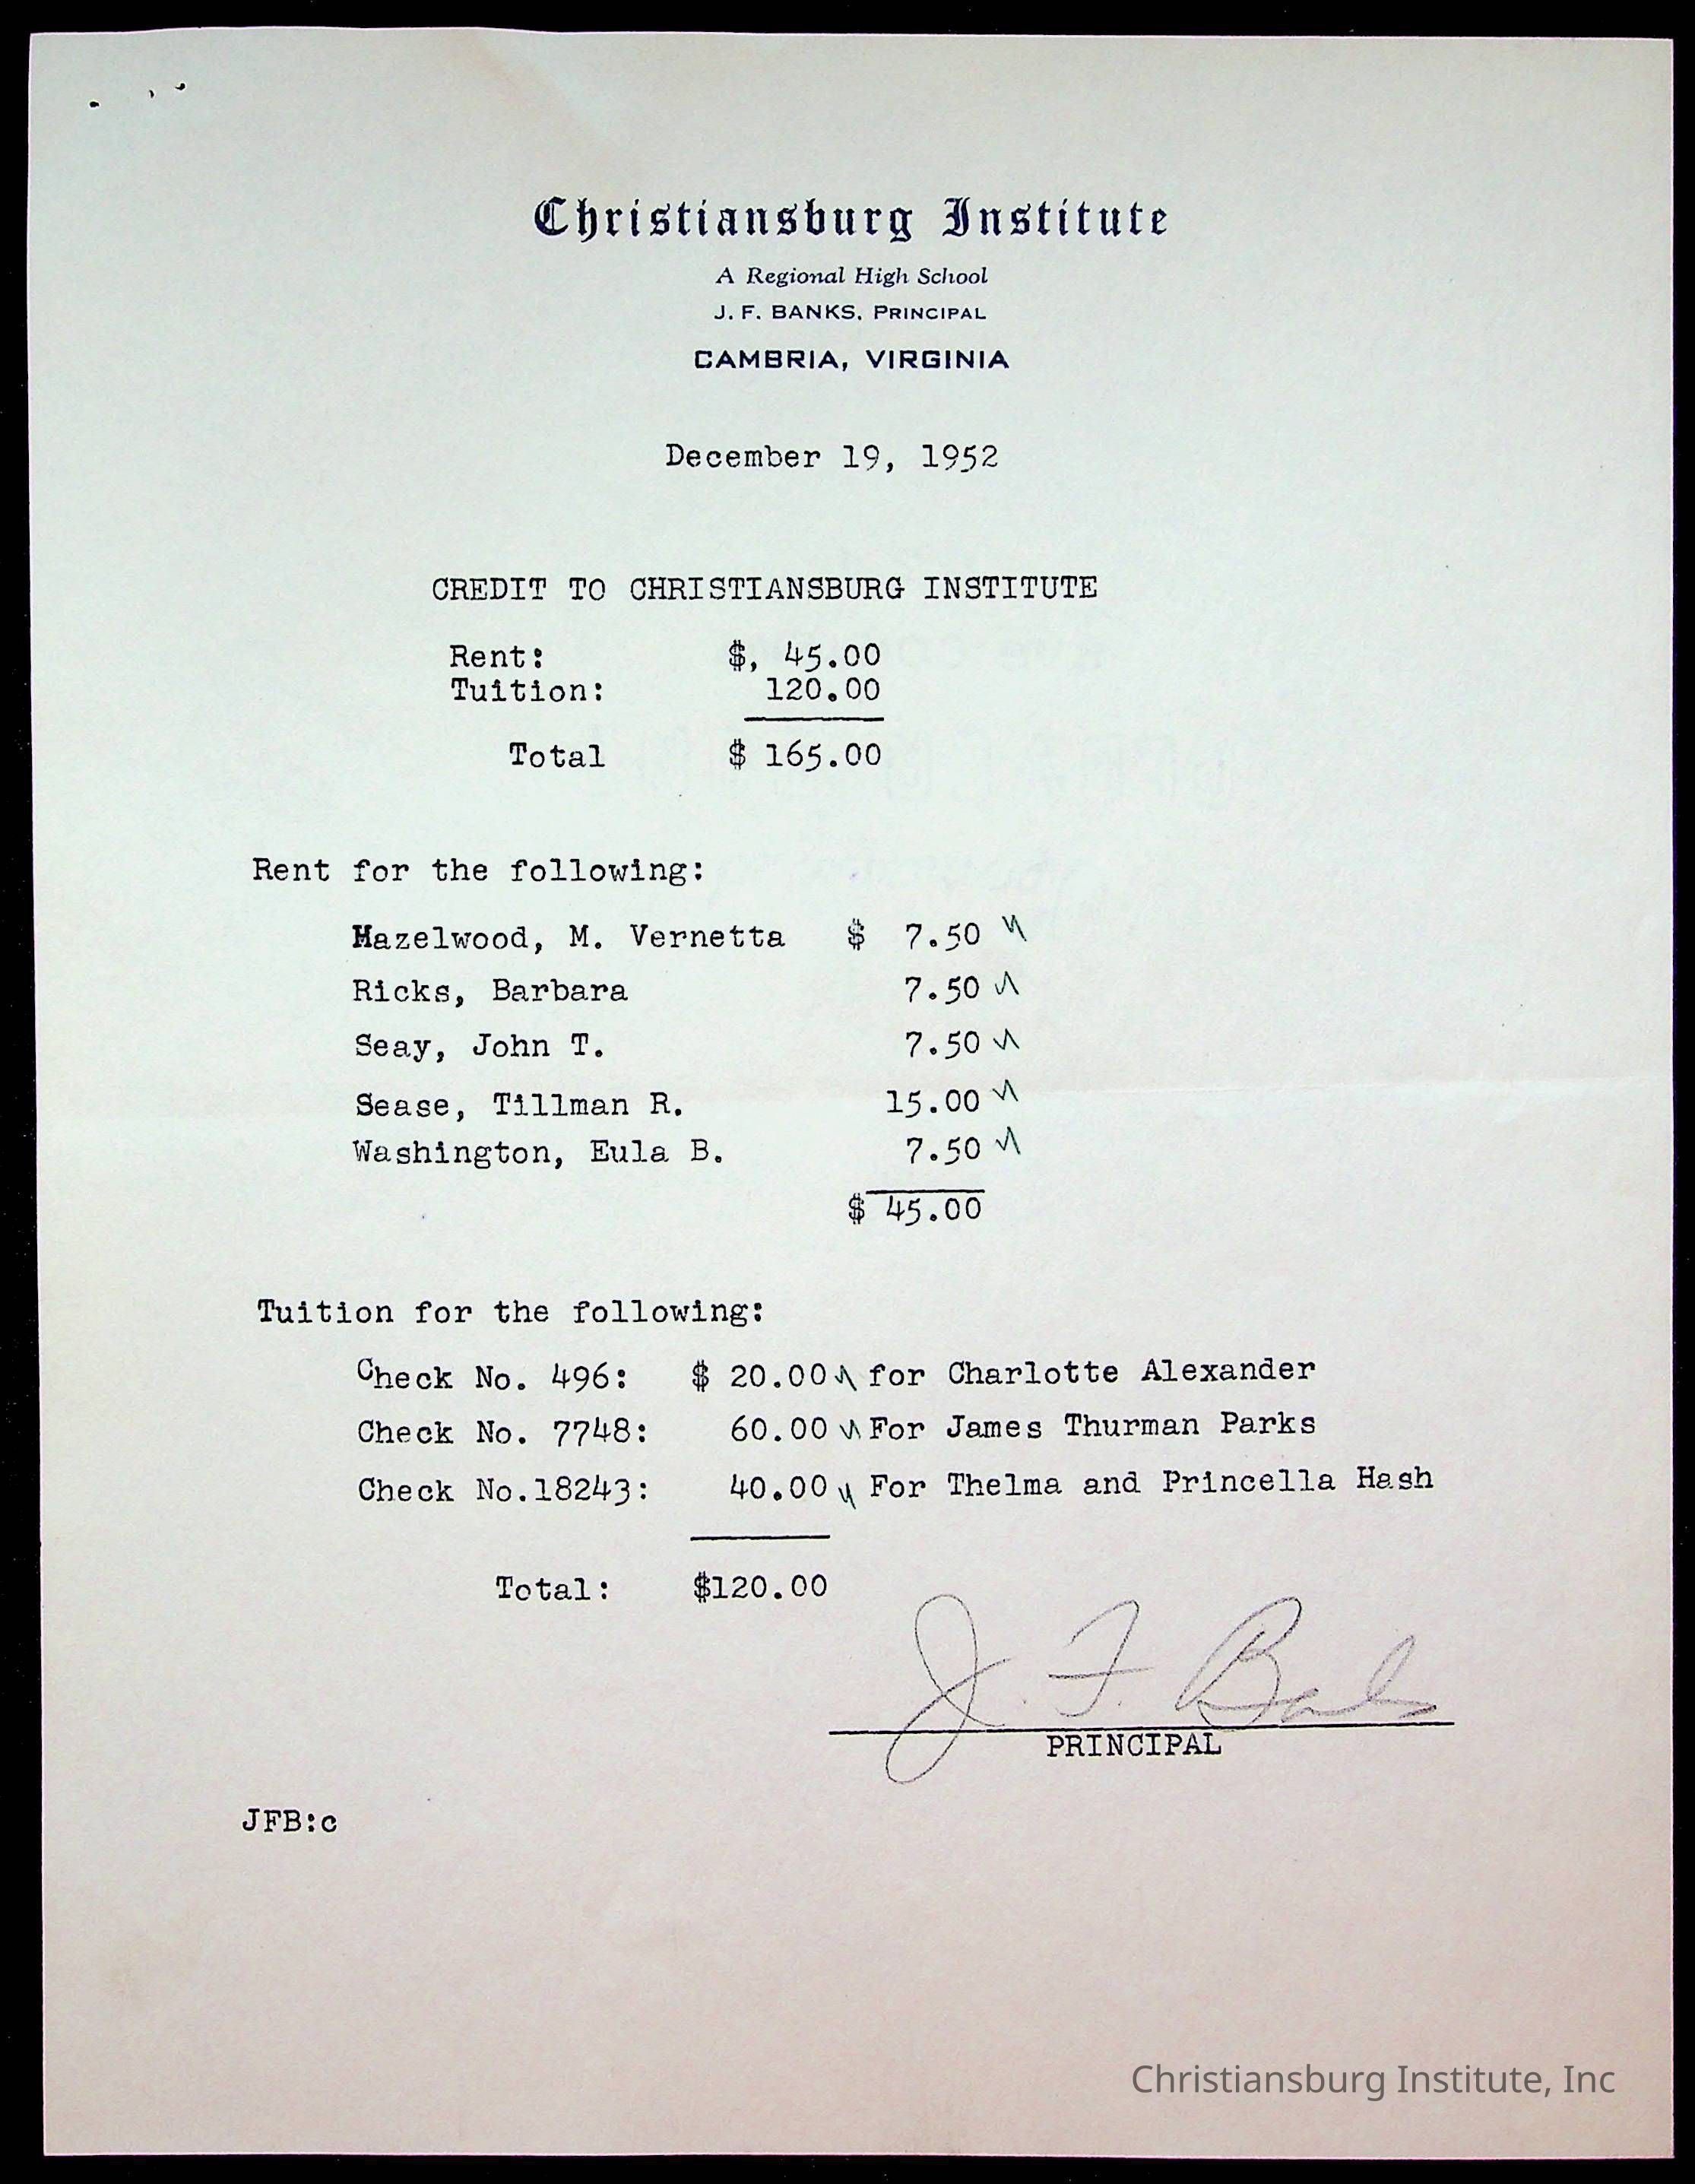 Christiansburg Institute
A Regional High School
J. F. BANKS, PRINCIPAL
CAMBRIA, VIRGINIA
December 19, 1952
CREDIT TO CHRISTIANSBURG INSTITUTE
Rent: $, 45.00
Tuition: 120.00
Total $ 165.00
Rent for the following:
Hazelwood, M. Vernetta $ 7.50
Ricks, Barbara 7.50
Seay, John T. 7.50
Sease, Tillman R. 15.00
Washington, Eula B. 7.50
$ 45.00
Tuition for the following:
Check No. 496: $ 20.00 for Charlotte Alexander
Check No. 7748: 60.00 For James Thurman Parks
Check No.18243: 40.00 For Thelma and Princella Hash
Total: $120.00
J. F. Banks
PRINCIPAL
JFB:c
Christiansburg Institute, Inc